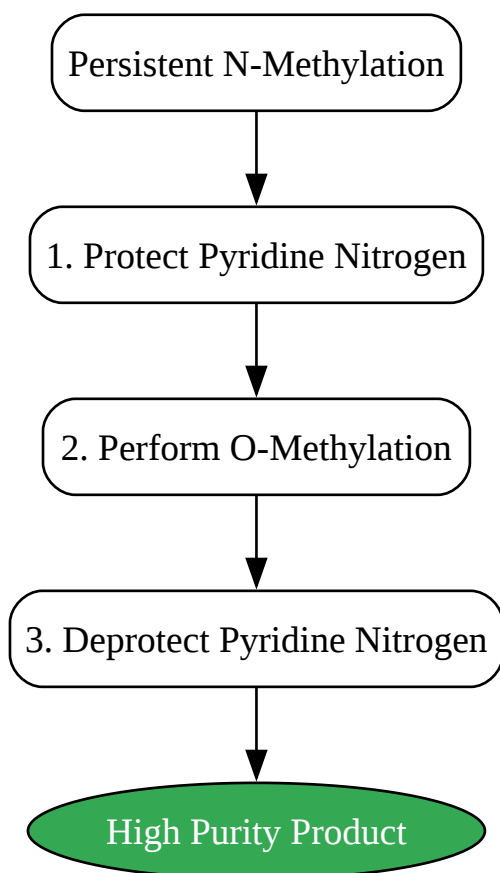 Persistent N-Methylation
1. Protect Pyridine Nitrogen
2. Perform O-Methylation
3. Deprotect Pyridine Nitrogen
High Purity Product